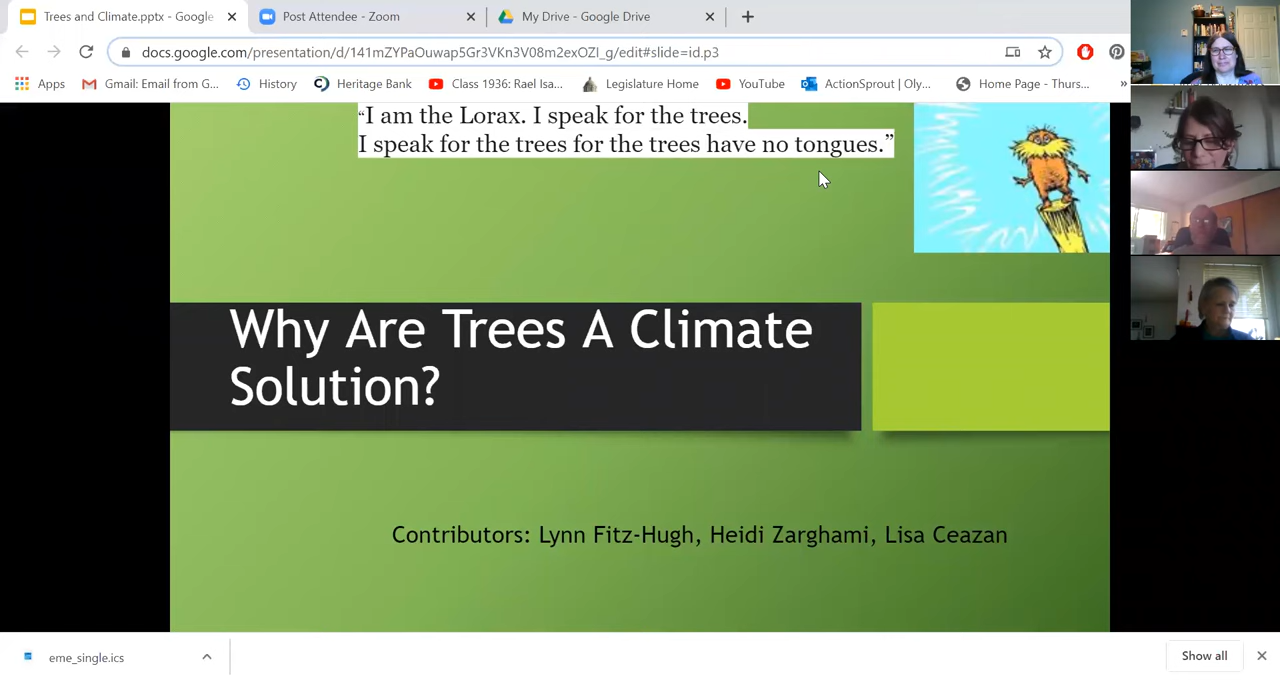 Trees and Climate.pptx - Google
Post Attendee - Zoom
My Drive - Google Drive
docs.google.com/presentation/d/141mZYPaOuwap5Gr3VKn3V08m2exOZI_g/edit#slide=id.p3
Apps
Gmail: Email from G...
History
Heritage Bank
Class 1936: Rael Isa...
Legislature Home
YouTube
ActionSprout | Oly...
Home Page - Thurs...
»
“I am the Lorax. I speak for the trees.
I speak for the trees for the trees have no tongues.”
Why Are Trees A Climate
Solution?
Contributors: Lynn Fitz-Hugh, Heidi Zarghami, Lisa Ceazan
eme_single.ics
Show all